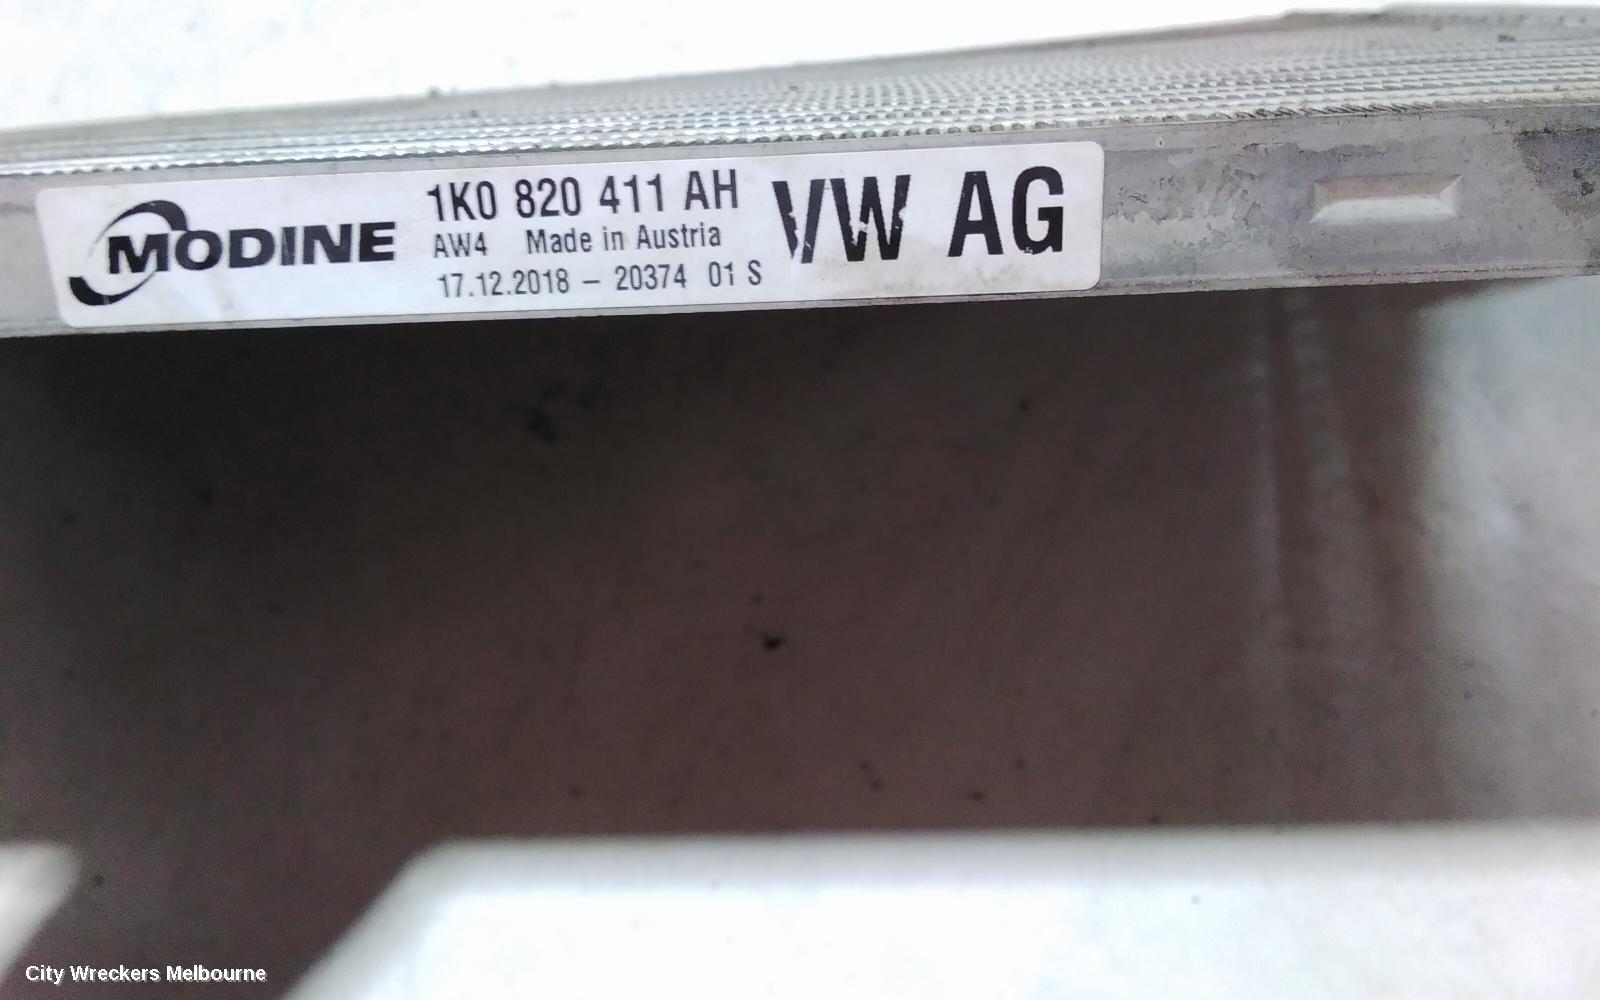 MODINE
1K0 820 411 AH
AW4 Made in Austria
17.12.2018 – 20374 01 S
VW AG
City Wreckers Melbourne